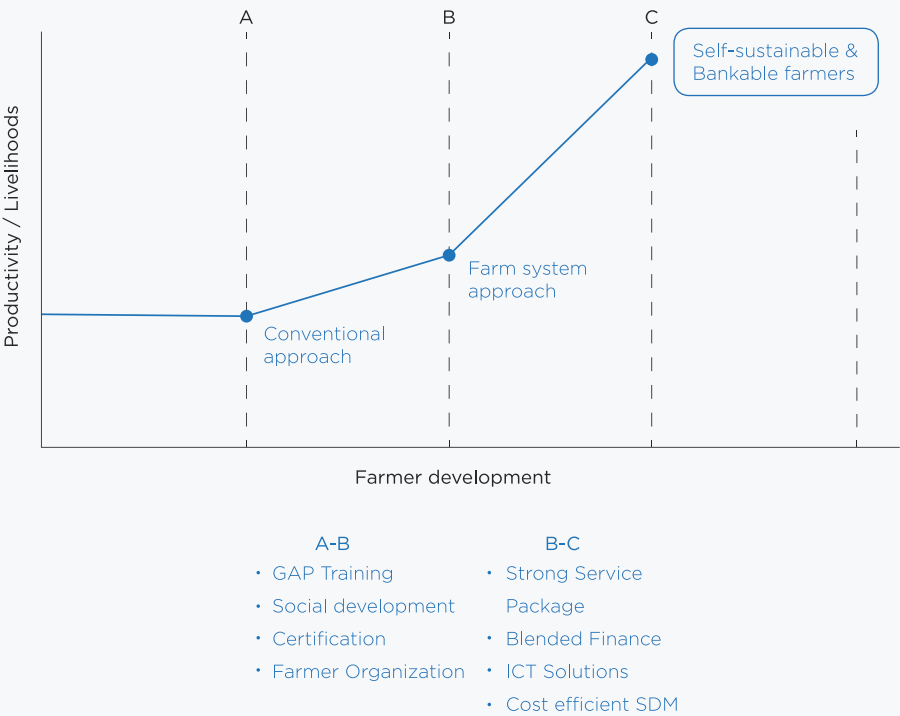 A
B
C
Self-sustainable &
Bankable farmers
Productivity / Livelihoods
Farm system
approach
Conventional
approach
Farmer development
A-B
• GAP Training
• Social development
• Certification
• Farmer Organization
B-C
• Strong Service
Package
• Blended Finance
• ICT Solutions
• Cost efficient SDM